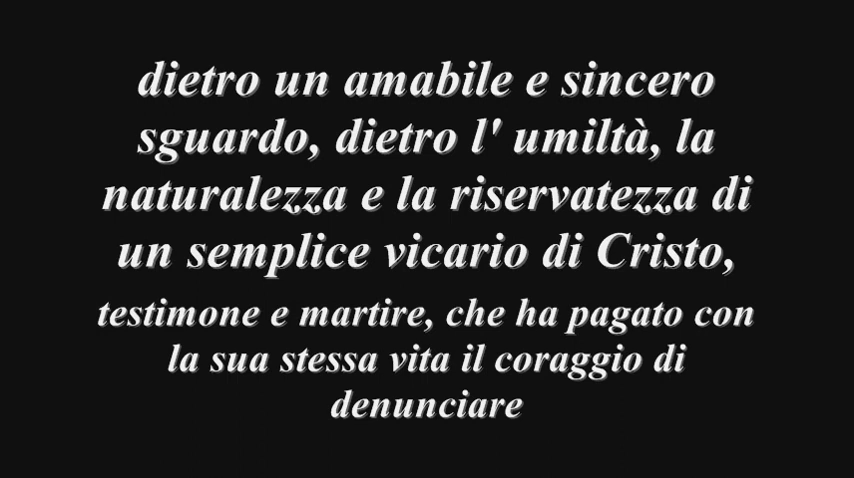 dietro un amabile e sincero
sguardo, dietro l' umiltà, la
naturalezza e la riservatezza di
un semplice vicario di Cristo,
testimone e martire, che ha pagato con
la sua stessa vita il coraggio di
denunciare